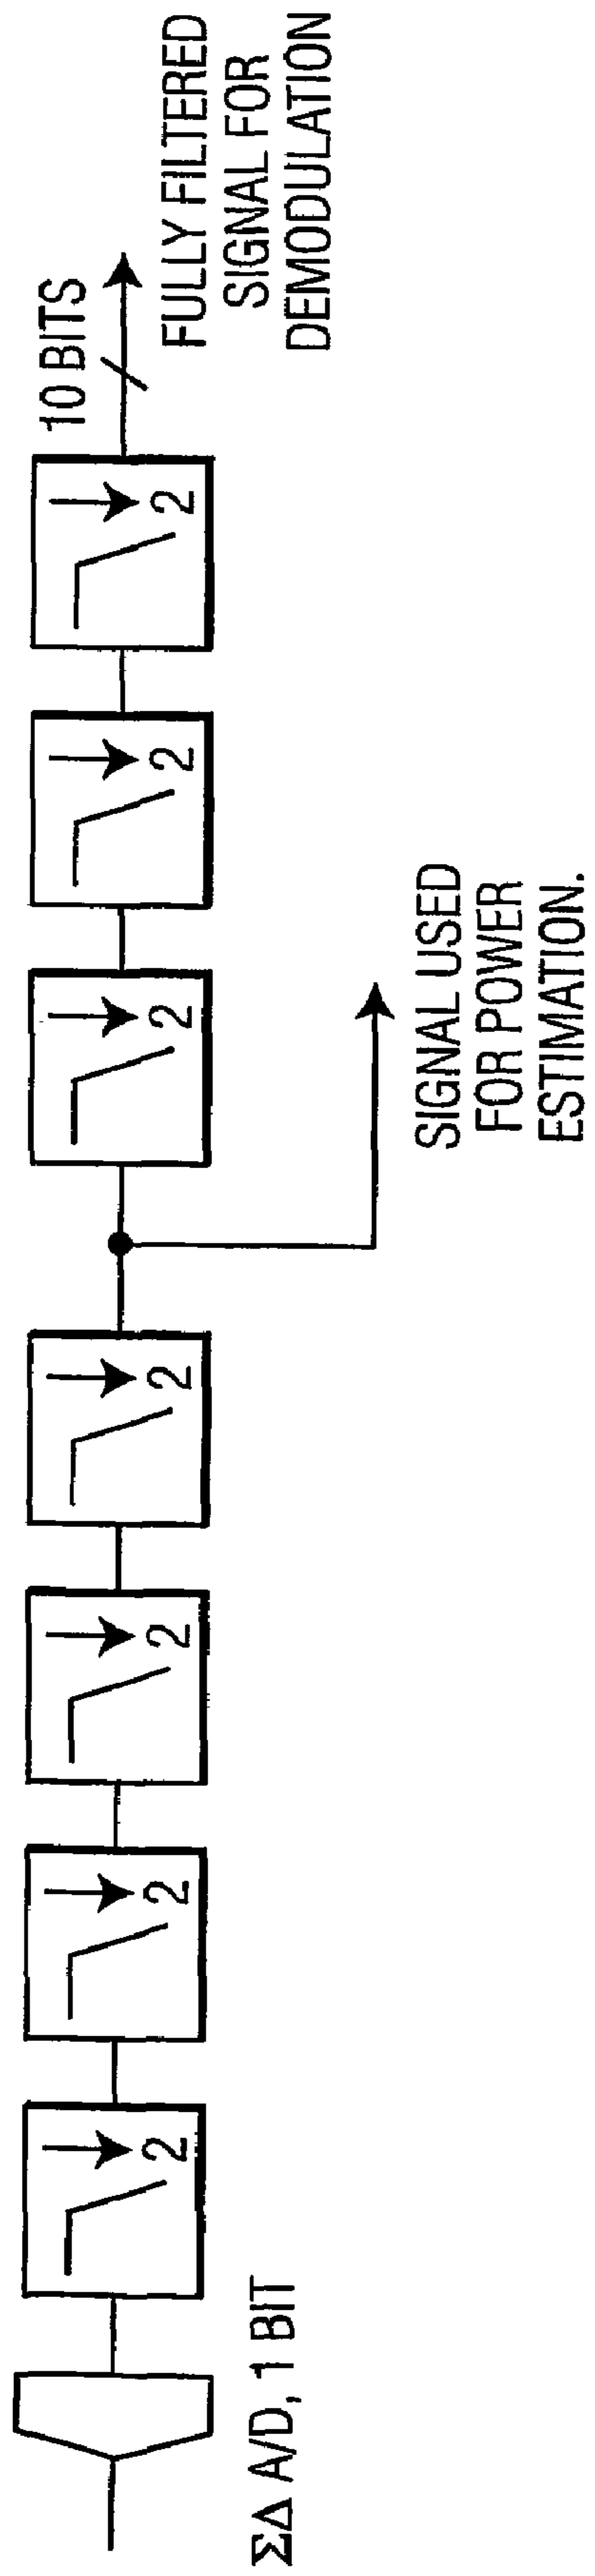 ΣΔ A/D, 1 BIT
2
2
2
2
SIGNAL USED
FOR POWER
ESTIMATION.
2
2
2
10 BITS
FULLY FILTERED
SIGNAL FOR
DEMODULATION